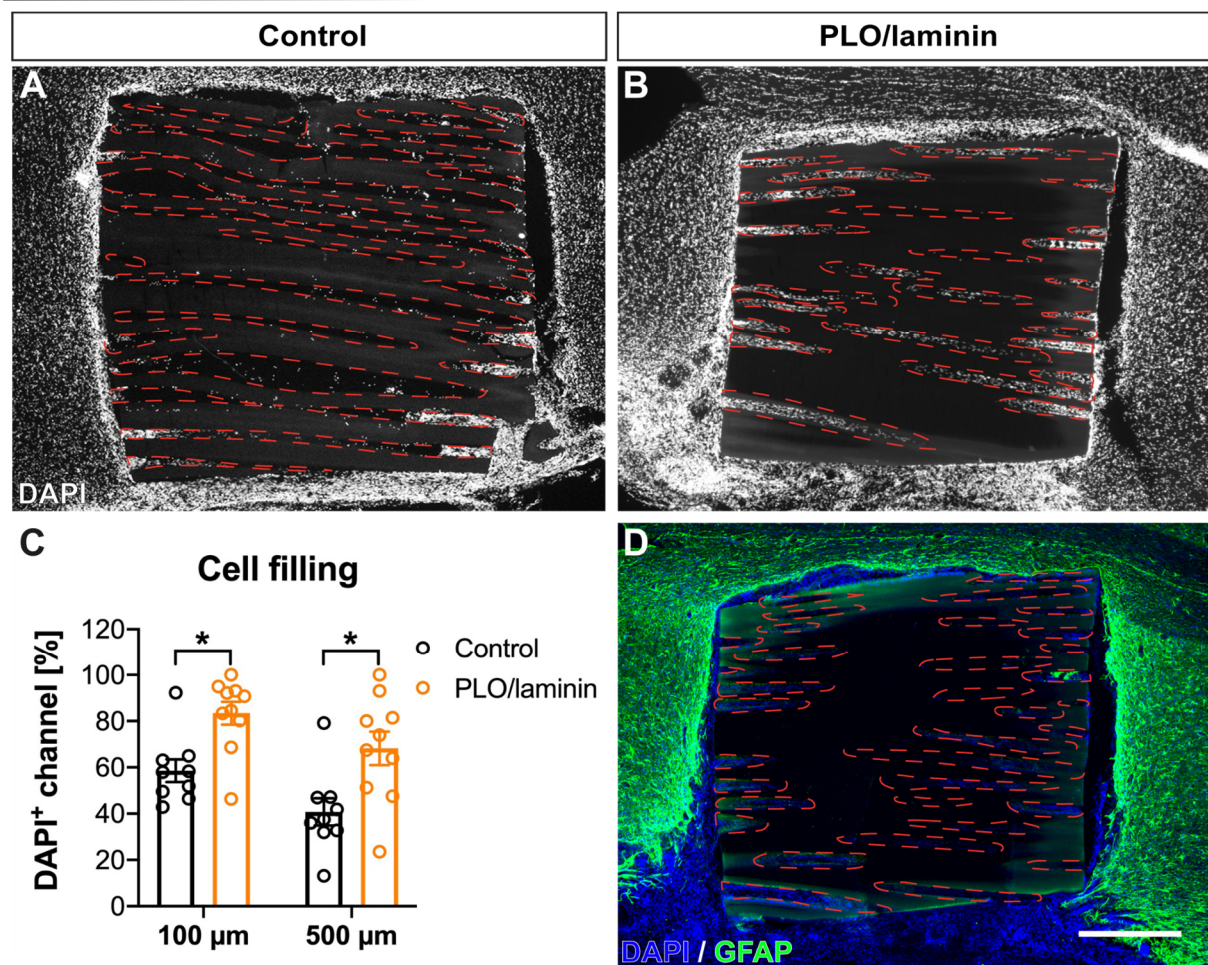 Control
PLO/laminin
A
B
DAPI
C
D
Cell filling
DAPI⁺ channel [%]
120
100
80
60
40
20
0
*
*
Control
PLO/laminin
100 µm
500 µm
DAPI / GFAP